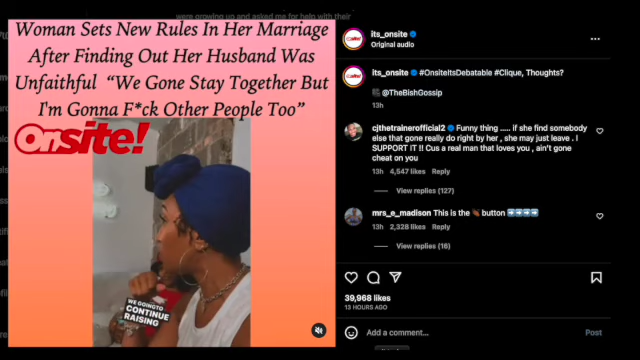 were growing up and asked me for help with their
Woman Sets New Rules In Her Marriage
After Finding Out Her Husband Was
Unfaithful “We Gone Stay Together But
I'm Gonna F*ck Other People Too”
Onsite!
WE GOING TO
CONTINUE
RAISING
its_onsite
Original audio
its_onsite #OnsiteItsDebatable #Clique, Thoughts?
@TheBishGossip
13h
cjthetrainerofficial2 Funny thing ..... if she find somebody
else that gone really do right by her , she may just leave . I
SUPPORT IT !! Cus a real man that loves you , ain't gone
cheat on you
13h 4,547 likes Reply
View replies (127)
mrs_e_madison This is the 👏🏾 button ➡️➡️➡️➡️
13h 2,328 likes Reply
View replies (16)
39,968 likes
13 HOURS AGO
Add a comment... Post